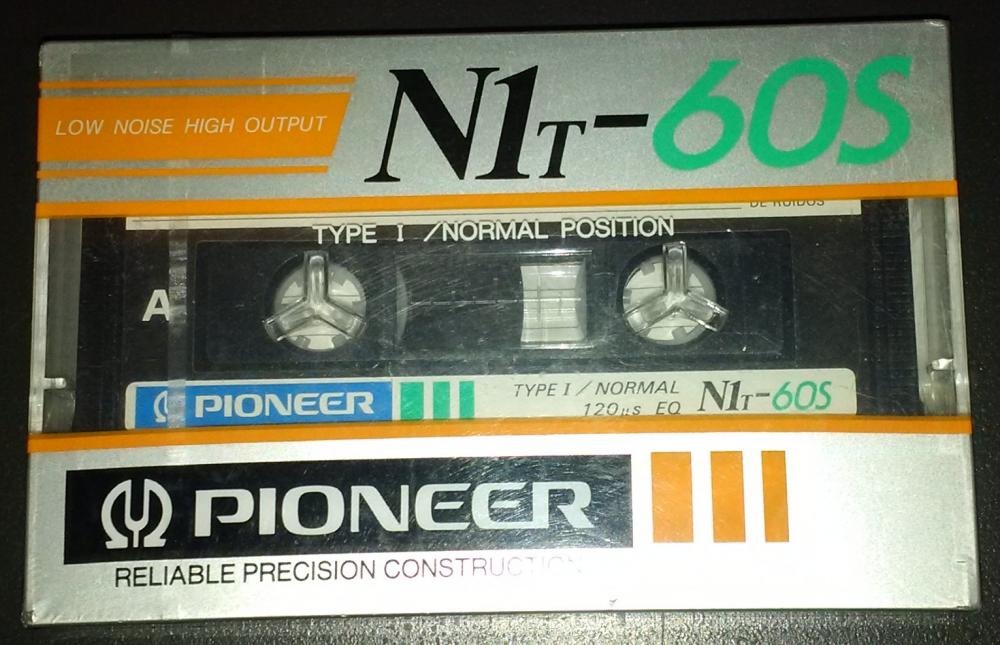 LOW NOISE HIGH OUTPUT
N1T-60S
DE RUIDOS
TYPE I /NORMAL POSITION
A
PIONEER
TYPE I / NORMAL
120µs EQ
N1T-60S
PIONEER
RELIABLE PRECISION CONSTRUCTION